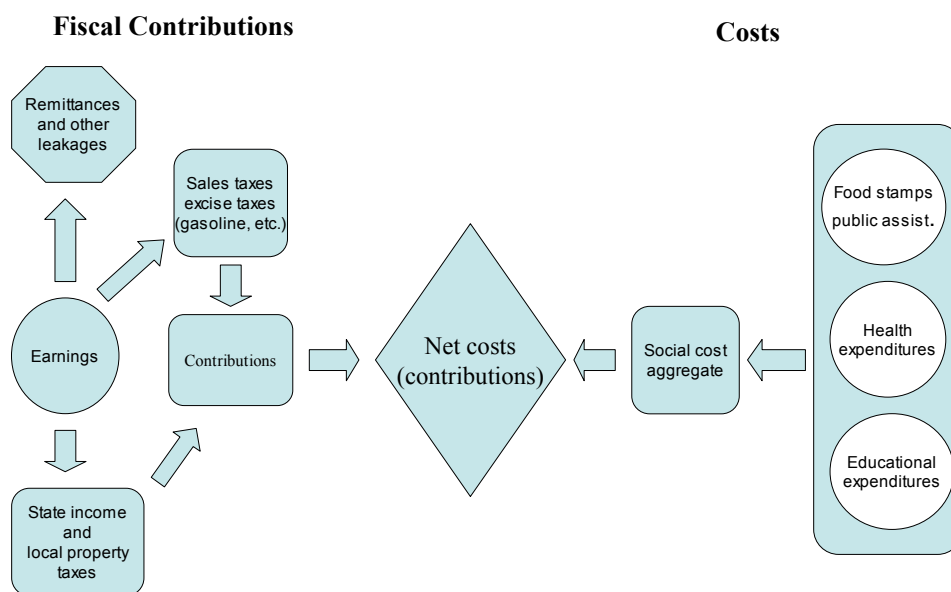 Fiscal Contributions
Costs
Remittances
and other
leakages
Sales taxes
excise taxes
(gasoline, etc.)
Earnings
Contributions
State income
and
local property
taxes
Net costs
(contributions)
Social cost
aggregate
Food stamps
public assist.
Health
expenditures
Educational
expenditures